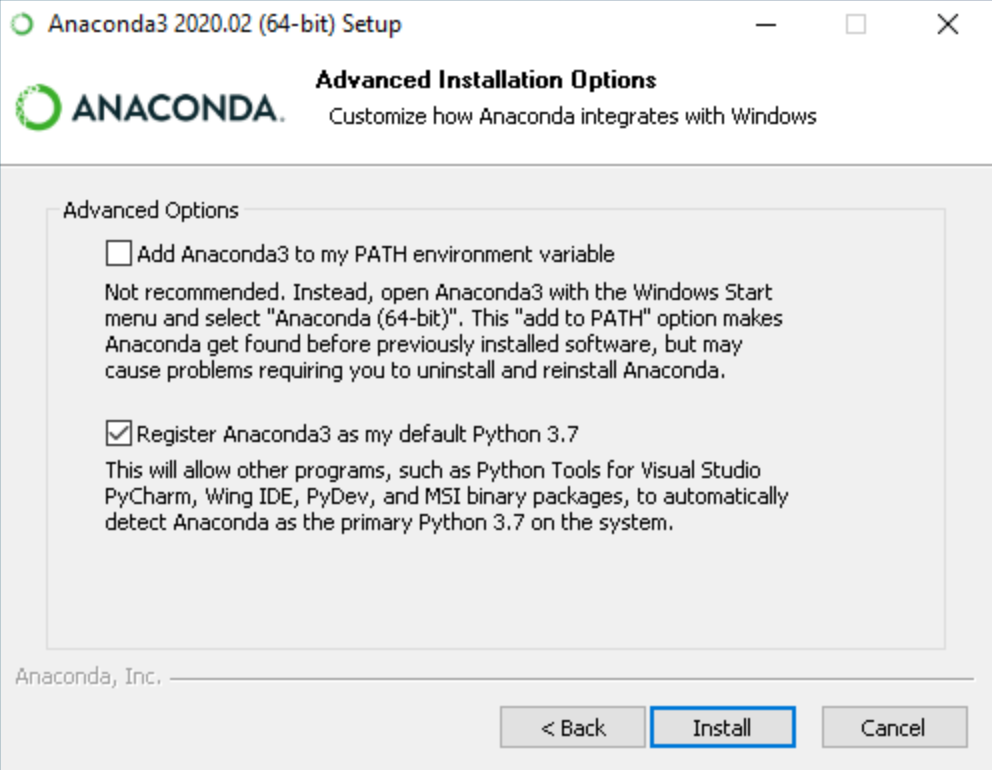 Anaconda3 2020.02 (64-bit) Setup
ANACONDA.
Advanced Installation Options
Customize how Anaconda integrates with Windows
Advanced Options
Add Anaconda3 to my PATH environment variable
Not recommended. Instead, open Anaconda3 with the Windows Start
menu and select "Anaconda (64-bit)". This "add to PATH" option makes
Anaconda get found before previously installed software, but may
cause problems requiring you to uninstall and reinstall Anaconda.
Register Anaconda3 as my default Python 3.7
This will allow other programs, such as Python Tools for Visual Studio
PyCharm, Wing IDE, PyDev, and MSI binary packages, to automatically
detect Anaconda as the primary Python 3.7 on the system.
Anaconda, Inc.
< Back
Install
Cancel